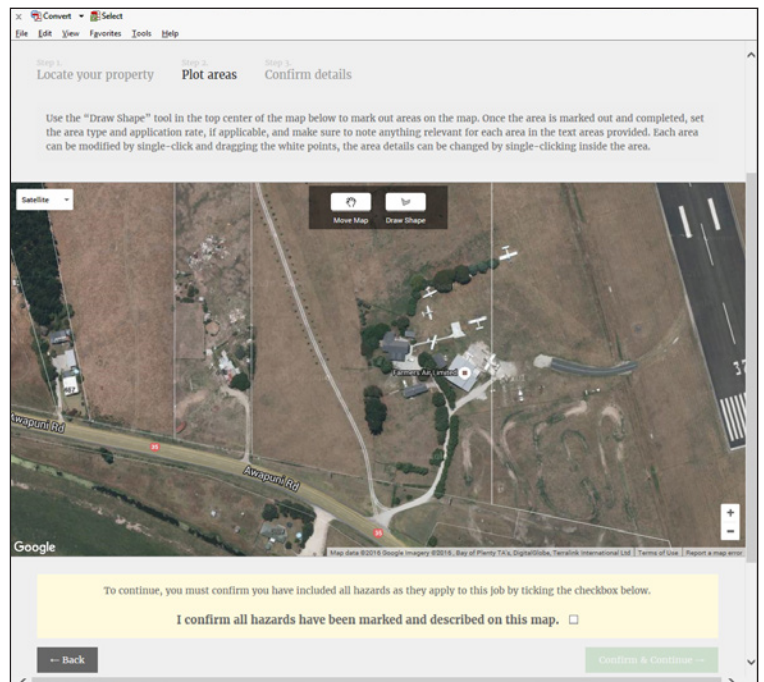 x Convert Select
File Edit View Favorites Tools Help
Step 1. Step 2. Step 3.
Locate your property Plot areas Confirm details
Use the “Draw Shape” tool in the top center of the map below to mark out areas on the map. Once the area is marked out and completed, set
the area type and application rate, if applicable, and make sure to note anything relevant for each area in the text areas provided. Each area
can be modified by single-click and dragging the white points, the area details can be changed by single-clicking inside the area.
Satellite
Move Map Draw Shape
Farmers Air Limited
Awapuni Rd
35
Awapuni Rd
35
+
−
Google
Map data ©2016 Google Imagery ©2016 , Bay of Plenty TA's, DigitalGlobe, Terralink International Ltd Terms of Use Report a map error
To continue, you must confirm you have included all hazards as they apply to this job by ticking the checkbox below.
I confirm all hazards have been marked and described on this map.
← Back Confirm & Continue →